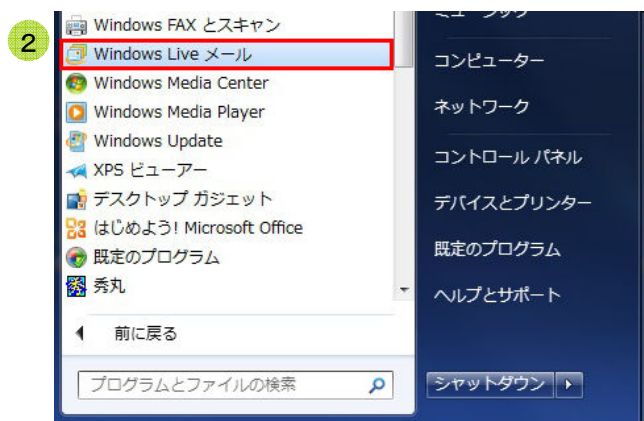 2
Windows FAX とスキャン
Windows Live メール
Windows Media Center
Windows Media Player
Windows Update
XPS ビューアー
デスクトップ ガジェット
はじめよう! Microsoft Office
既定のプログラム
秀丸
前に戻る
プログラムとファイルの検索
コンピューター
ネットワーク
コントロール パネル
デバイスとプリンター
既定のプログラム
ヘルプとサポート
シャットダウン